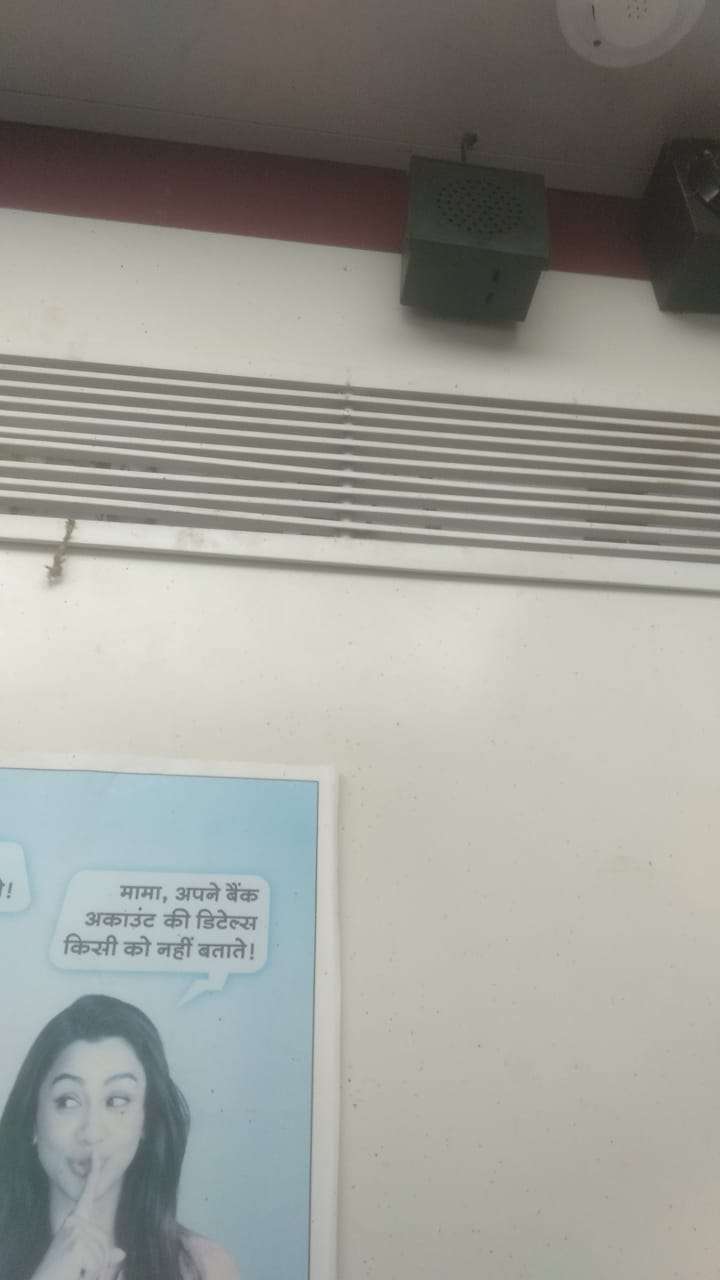 मामा, अपने बैंक
अकाउंट की डिटेल्स
किसी को नहीं बताते!